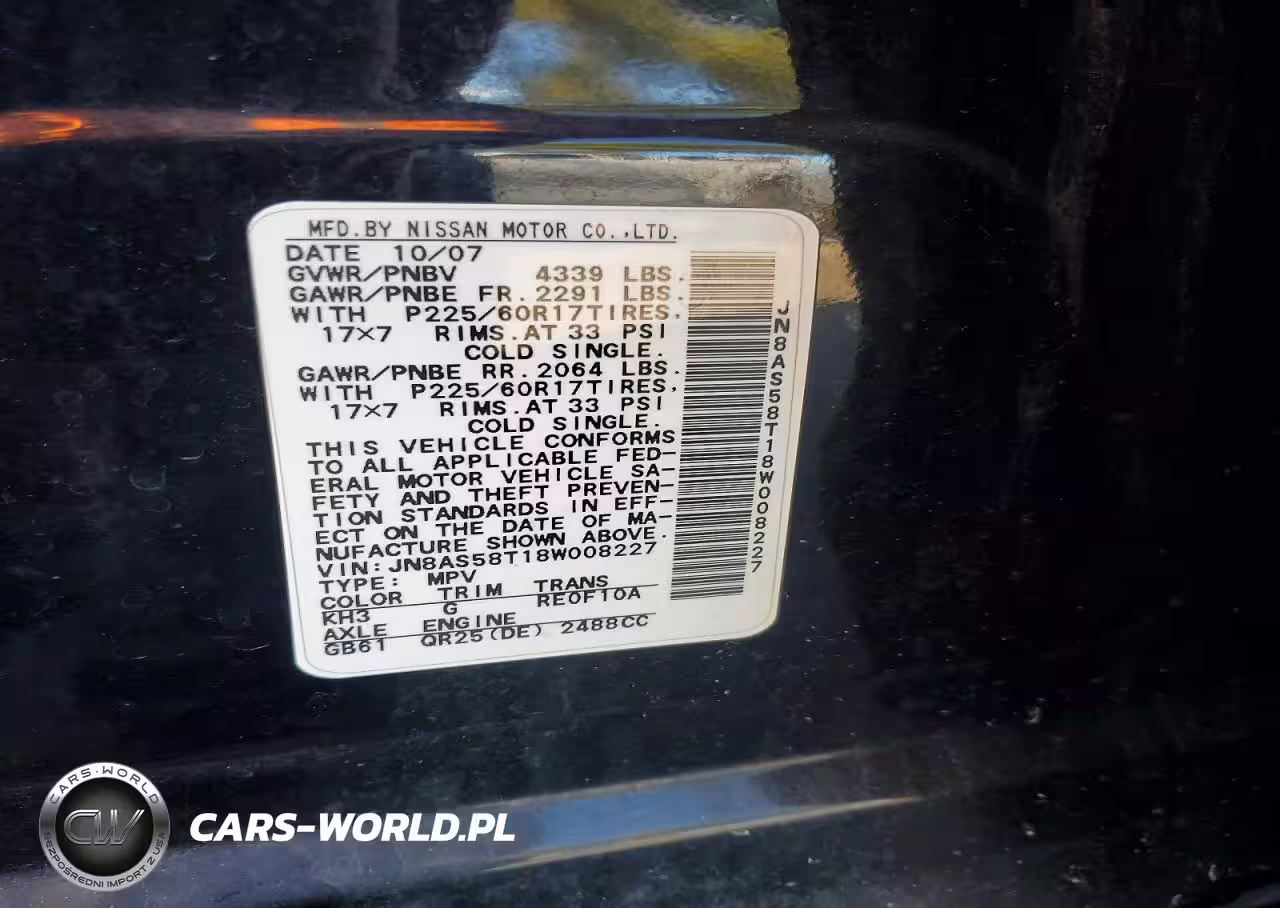 MFD.BY NISSAN MOTOR CO.,LTD.
DATE 10/07
GVWR/PNBV 4339 LBS.
GAWR/PNBE FR.2291 LBS.
WITH P225/60R17TIRES,
17×7 RIMS.AT 33 PSI
COLD SINGLE.
GAWR/PNBE RR.2064 LBS.
WITH P225/60R17TIRES,
17×7 RIMS.AT 33 PSI
COLD SINGLE.
THIS VEHICLE CONFORMS
TO ALL APPLICABLE FED-
ERAL MOTOR VEHICLE SA-
FETY AND THEFT PREVEN-
TION STANDARDS IN EFF-
ECT ON THE DATE OF MA-
NUFACTURE SHOWN ABOVE.
VIN:JN8AS58T18W008227
TYPE: MPV
COLOR TRIM TRANS
KH3 G RE0F10A
AXLE ENGINE
GB61 QR25(DE) 2488CC
JN8AS58T18W008227
CARS-WORLD
CW
BEZPOŚREDNI IMPORT Z USA
CARS-WORLD.PL